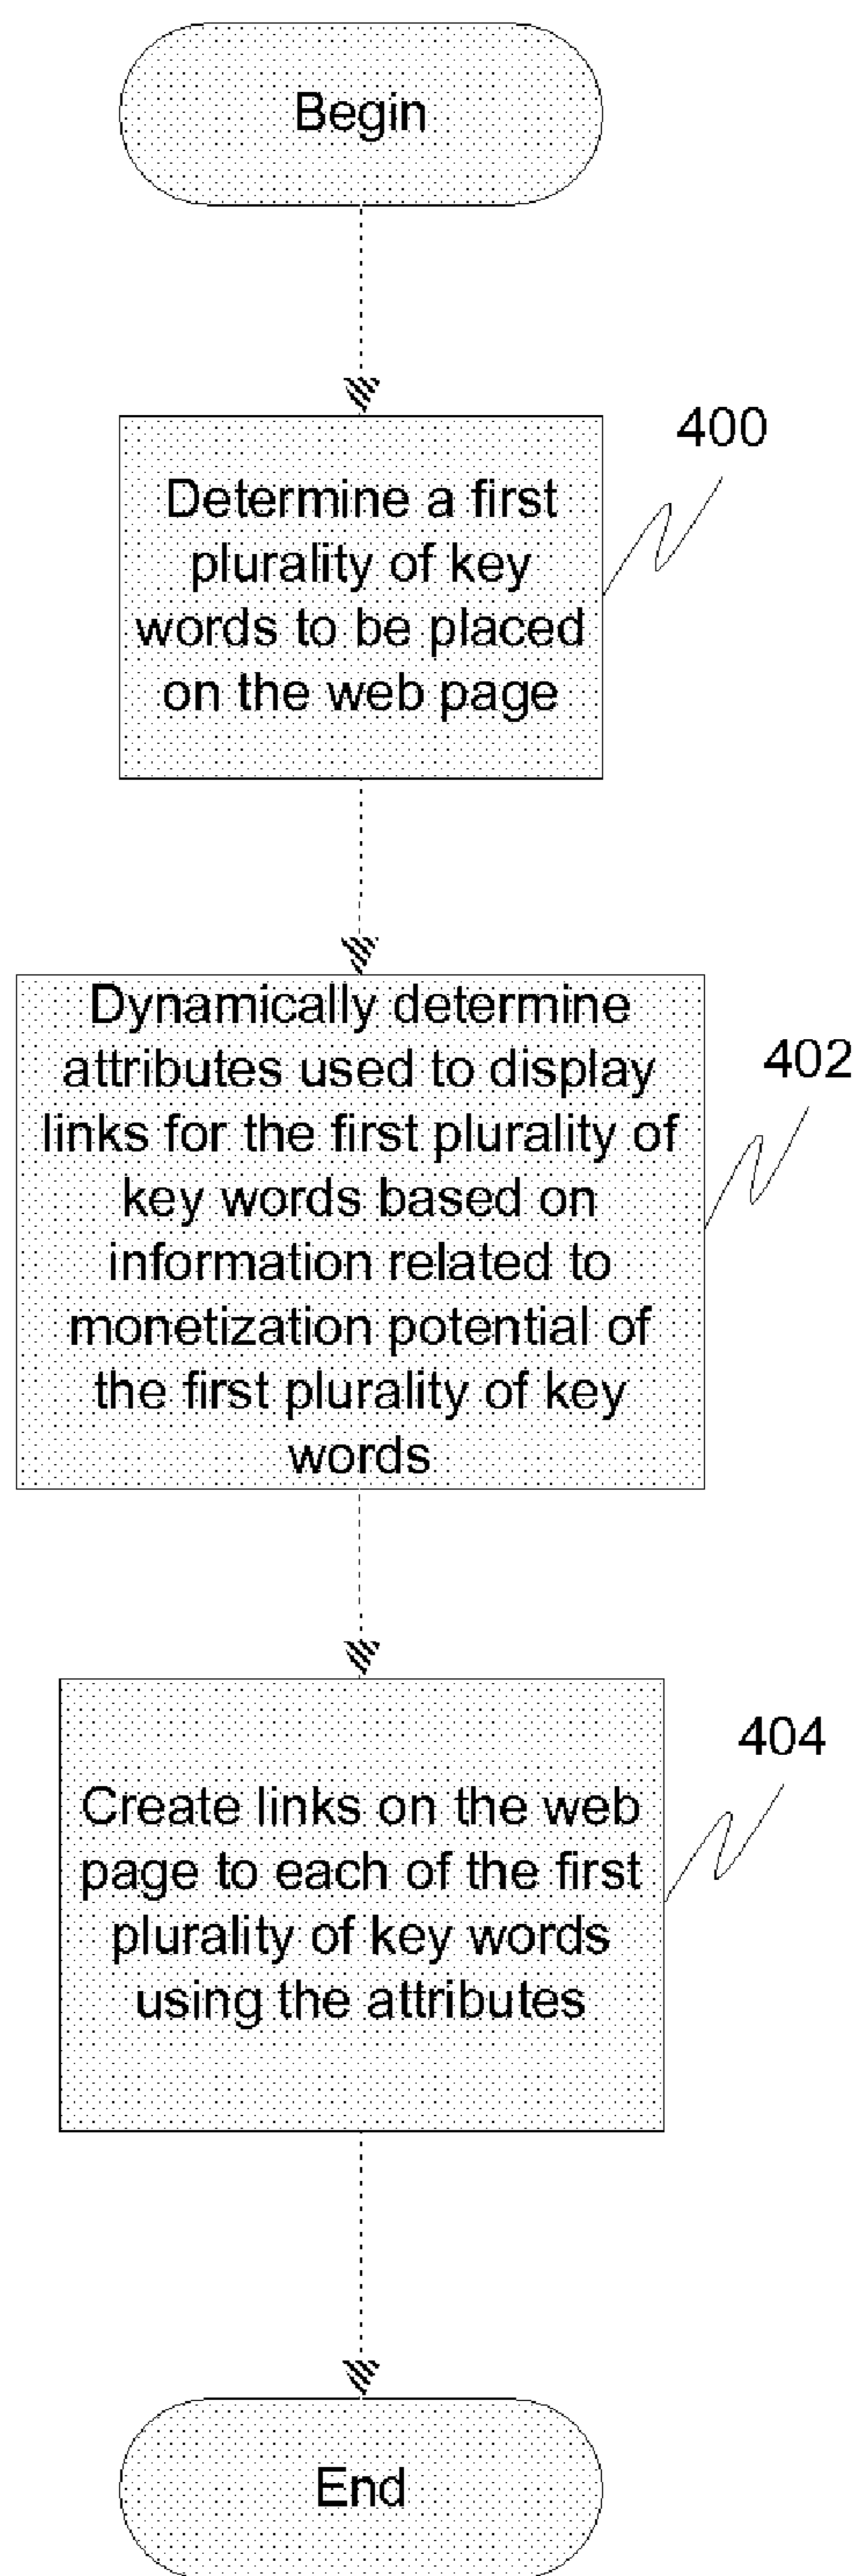 Begin
400
Determine a first
plurality of key
words to be placed
on the web page
402
Dynamically determine
attributes used to display
links for the first plurality of
key words based on
information related to
monetization potential of
the first plurality of key
words
404
Create links on the web
page to each of the first
plurality of key words
using the attributes
End